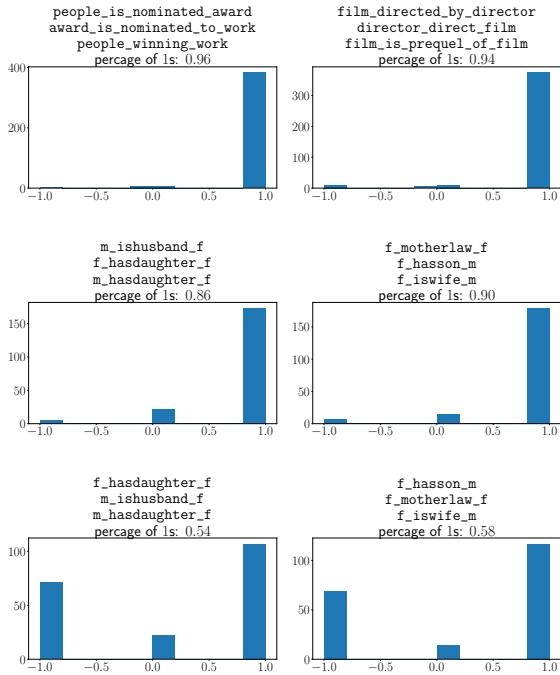 people_is_nominated_award
award_is_nominated_to_work
people_winning_work
percage of 1s: 0.96
400
200
0
−1.0 −0.5 0.0 0.5 1.0
film_directed_by_director
director_direct_film
film_is_prequel_of_film
percage of 1s: 0.94
300
200
100
0
−1.0 −0.5 0.0 0.5 1.0
m_ishusband_f
f_hasdaughter_f
m_hasdaughter_f
percage of 1s: 0.86
150
100
50
0
−1.0 −0.5 0.0 0.5 1.0
f_motherlaw_f
f_hasson_m
f_iswife_m
percage of 1s: 0.90
150
100
50
0
−1.0 −0.5 0.0 0.5 1.0
f_hasdaughter_f
m_ishusband_f
m_hasdaughter_f
percage of 1s: 0.54
100
50
0
−1.0 −0.5 0.0 0.5 1.0
f_hasson_m
f_motherlaw_f
f_iswife_m
percage of 1s: 0.58
100
50
0
−1.0 −0.5 0.0 0.5 1.0